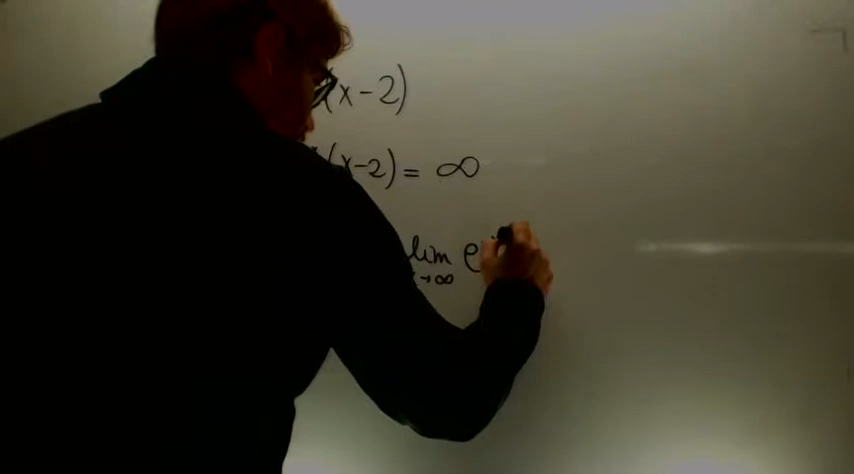 (x-2)
(x-2) = ∞
lim e
→∞